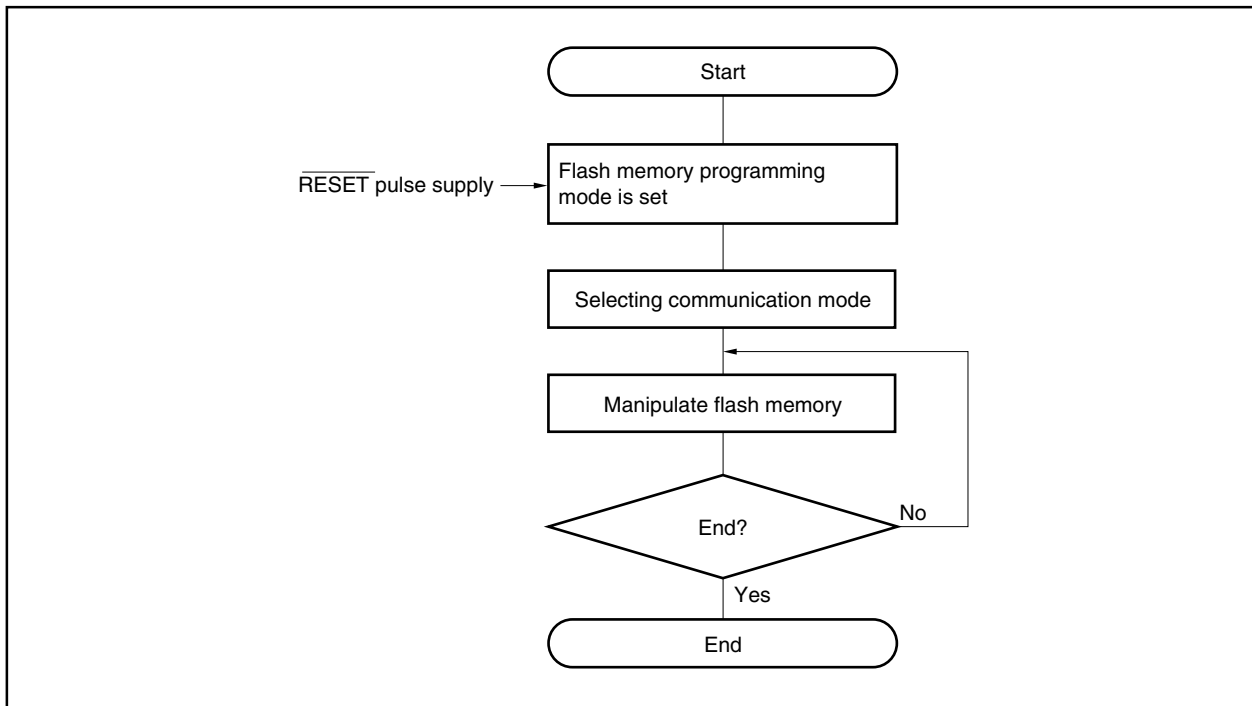 Start
RESET pulse supply
Flash memory programming
mode is set
Selecting communication mode
Manipulate flash memory
End?
No
Yes
End